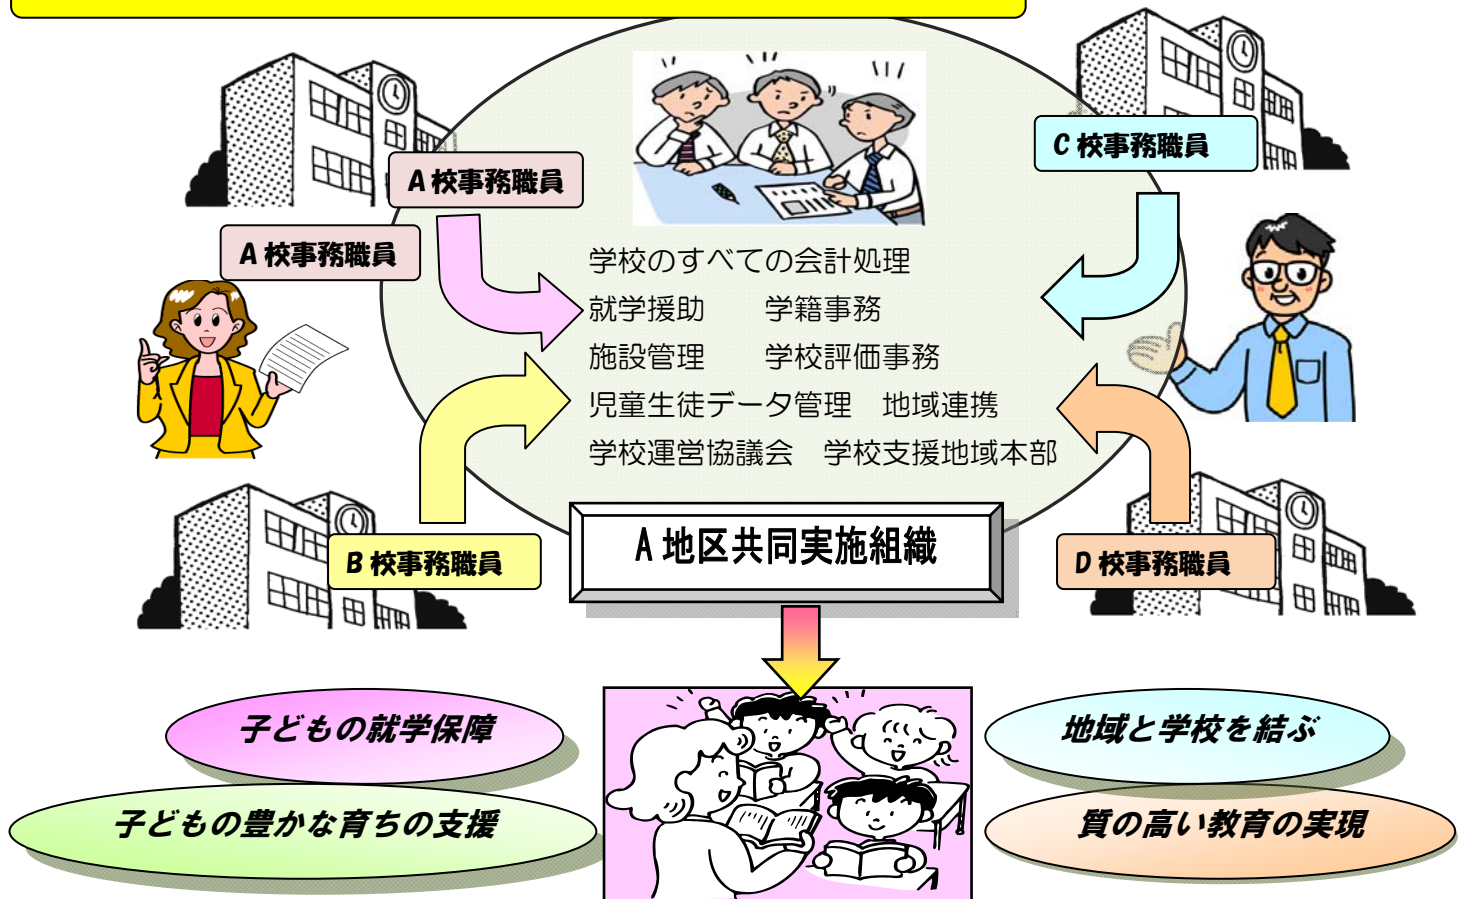 A 校事務職員
C 校事務職員
A 校事務職員
学校のすべての会計処理
就学援助　　学籍事務
施設管理　　学校評価事務
児童生徒データ管理　地域連携
学校運営協議会　学校支援地域本部
B 校事務職員
A 地区共同実施組織
D 校事務職員
子どもの就学保障
地域と学校を結ぶ
子どもの豊かな育ちの支援
質の高い教育の実現